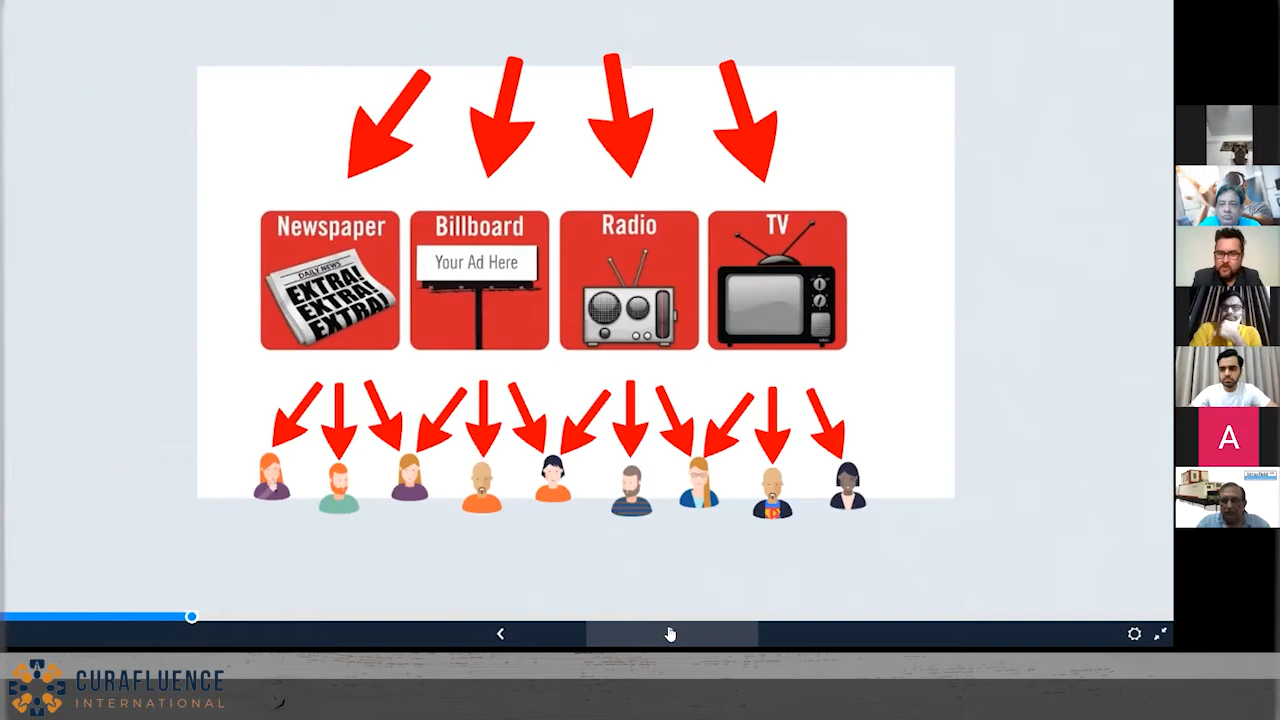 Newspaper
Billboard
Radio
TV
DAILY NEWS
EXTRA!
EXTRA!
EXTRA!
Your Ad Here
A
CURAFLUENCE
INTERNATIONAL